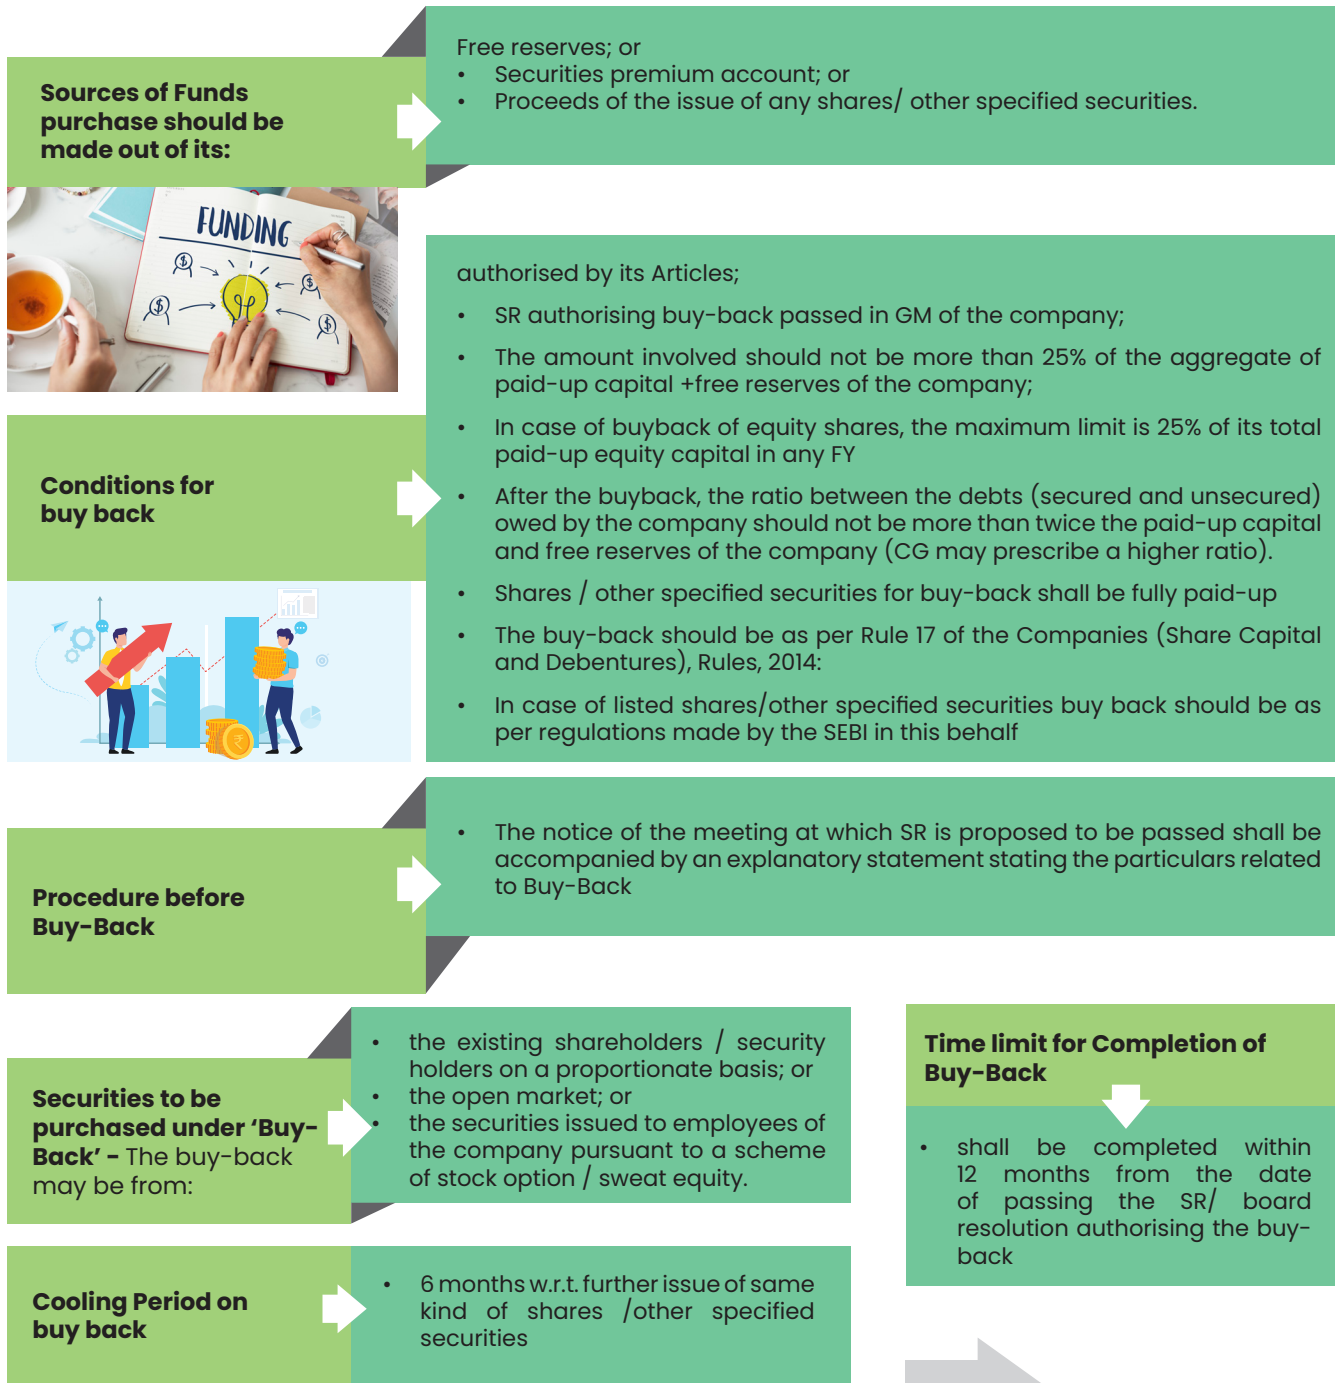 Sources of Funds
purchase should be
made out of its:
Free reserves; or
• Securities premium account; or
• Proceeds of the issue of any shares/ other specified securities.
FUNDING
$
$
$
$
Conditions for
buy back
authorised by its Articles;
• SR authorising buy-back passed in GM of the company;
• The amount involved should not be more than 25% of the aggregate of
paid-up capital +free reserves of the company;
• In case of buyback of equity shares, the maximum limit is 25% of its total
paid-up equity capital in any FY
• After the buyback, the ratio between the debts (secured and unsecured)
owed by the company should not be more than twice the paid-up capital
and free reserves of the company (CG may prescribe a higher ratio).
• Shares / other specified securities for buy-back shall be fully paid-up
• The buy-back should be as per Rule 17 of the Companies (Share Capital
and Debentures), Rules, 2014:
• In case of listed shares/other specified securities buy back should be as
per regulations made by the SEBI in this behalf
₹
Procedure before
Buy-Back
• The notice of the meeting at which SR is proposed to be passed shall be
accompanied by an explanatory statement stating the particulars related
to Buy-Back
Securities to be
purchased under ‘Buy-
Back’ - The buy-back
may be from:
• the existing shareholders / security
holders on a proportionate basis; or
• the open market; or
• the securities issued to employees of
the company pursuant to a scheme
of stock option / sweat equity.
Time limit for Completion of
Buy-Back
• shall be completed within
12 months from the date
of passing the SR/ board
resolution authorising the buy-
back
Cooling Period on
buy back
• 6 months w.r.t. further issue of same
kind of shares /other specified
securities